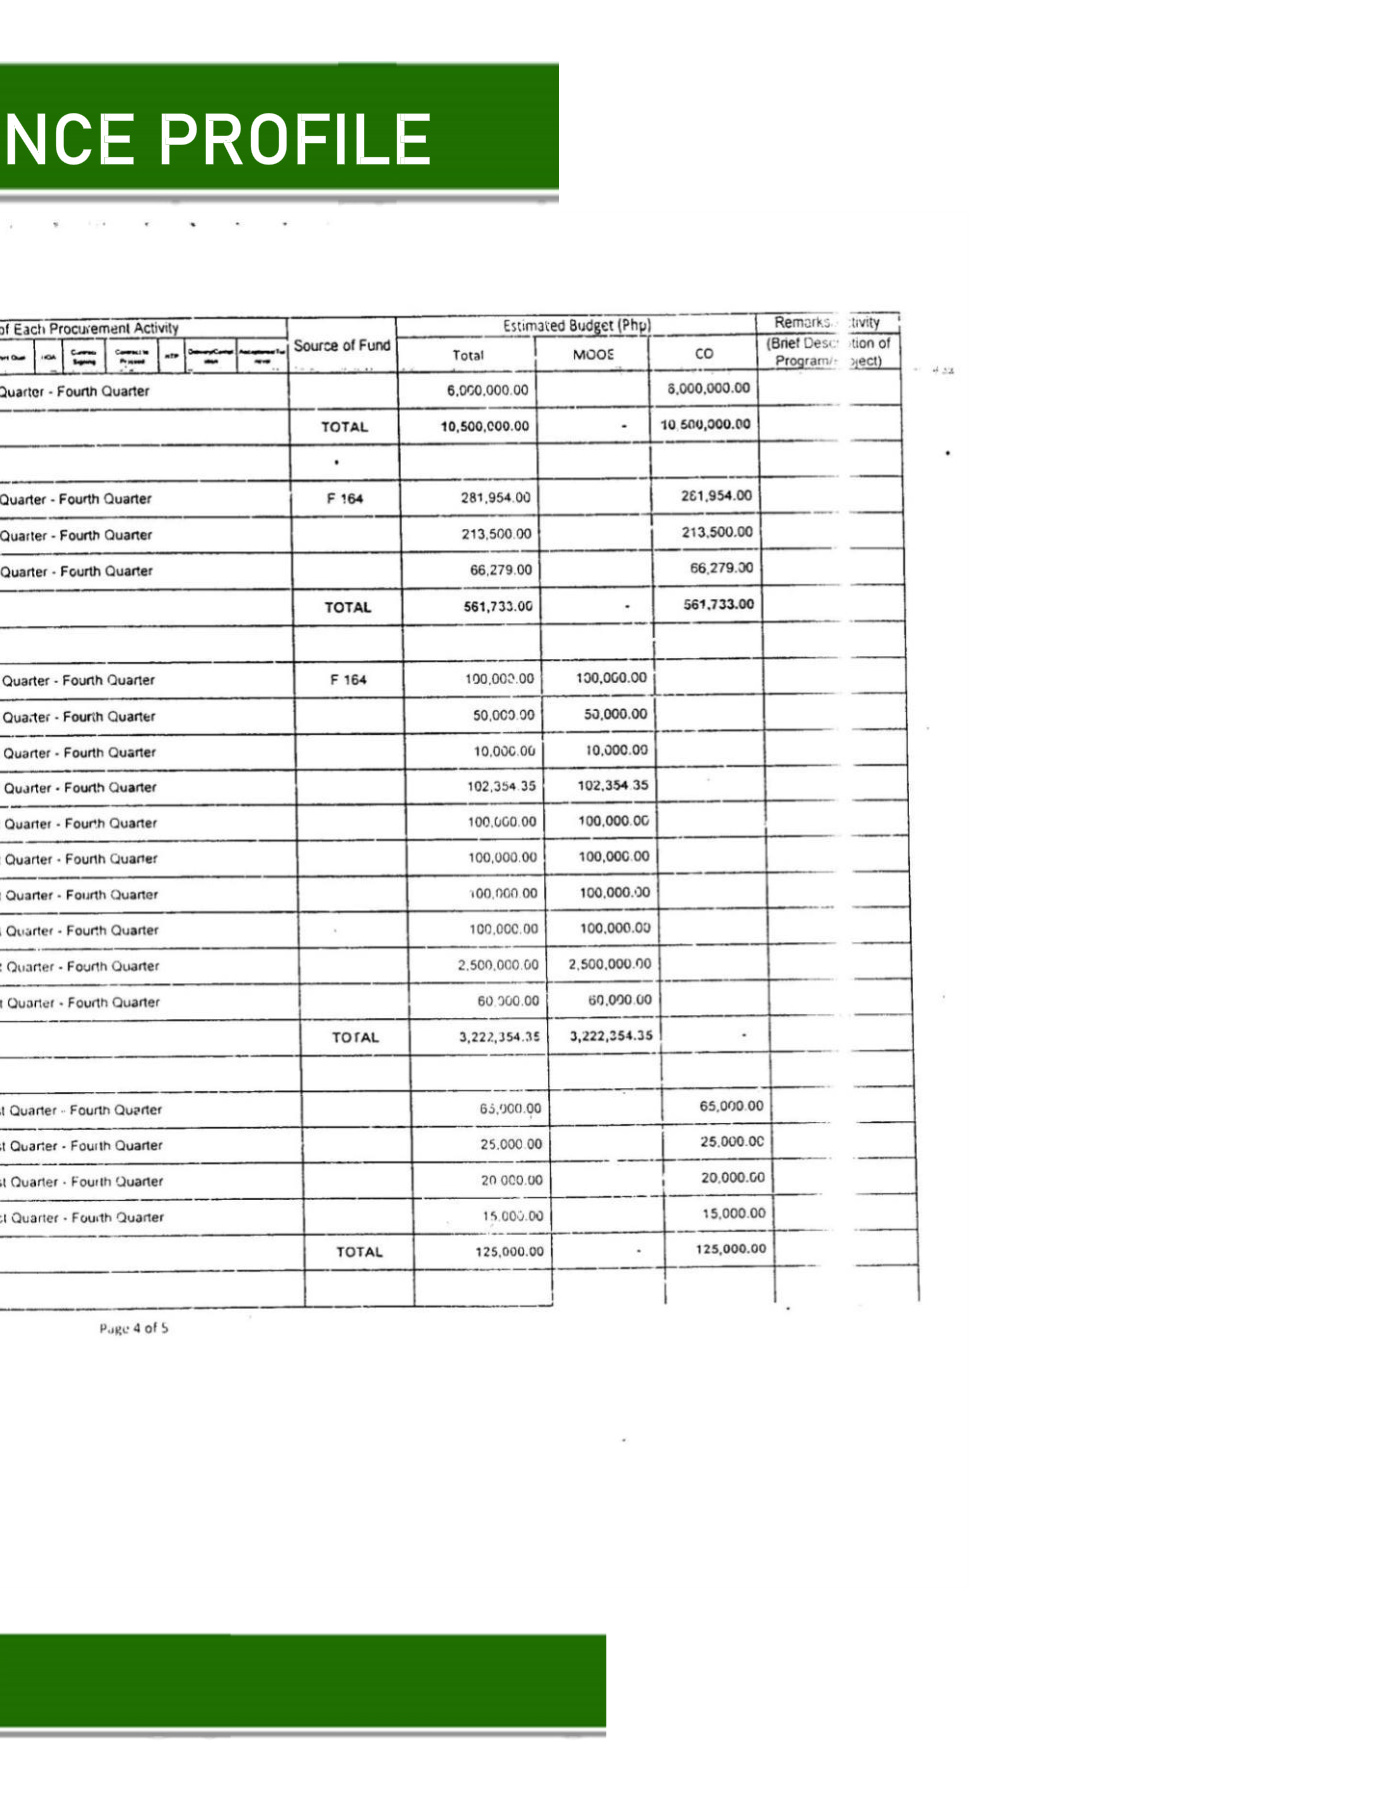 NCE PROFILE
of Each Procurement Activity Source of Fund Estimated Budget (Php) Remarks
Total MOOE CO (Brief
Quarter - Fourth Quarter 6,000,000.00 6,000,000.00
TOTAL 10,500,000.00 - 10,500,000.00
Quarter - Fourth Quarter F 164 281,954.00 281,954.00
Quarter - Fourth Quarter 213,500.00 213,500.00
Quarter - Fourth Quarter 66,279.00 66,279.00
TOTAL 561,733.00 - 561,733.00
Quarter - Fourth Quarter F 164 100,000.00 100,000.00
Quarter - Fourth Quarter 50,000.00 50,000.00
Quarter - Fourth Quarter 10,000.00 10,000.00
Quarter - Fourth Quarter 102,354.35 102,354.35
Quarter - Fourth Quarter 100,000.00 100,000.00
Quarter - Fourth Quarter 100,000.00 100,000.00
Quarter - Fourth Quarter 100,000.00 100,000.00
Quarter - Fourth Quarter 100,000.00 100,000.00
t Quarter - Fourth Quarter 2,500,000.00 2,500,000.00
t Quarter - Fourth Quarter 60,000.00 60,000.00
TOTAL 3,222,354.35 3,222,354.35 -
st Quarter - Fourth Quarter 65,000.00 65,000.00
st Quarter - Fourth Quarter 25,000.00 25,000.00
st Quarter - Fourth Quarter 20,000.00 20,000.00
st Quarter - Fourth Quarter 15,000.00 15,000.00
TOTAL 125,000.00 - 125,000.00
Page 4 of 5